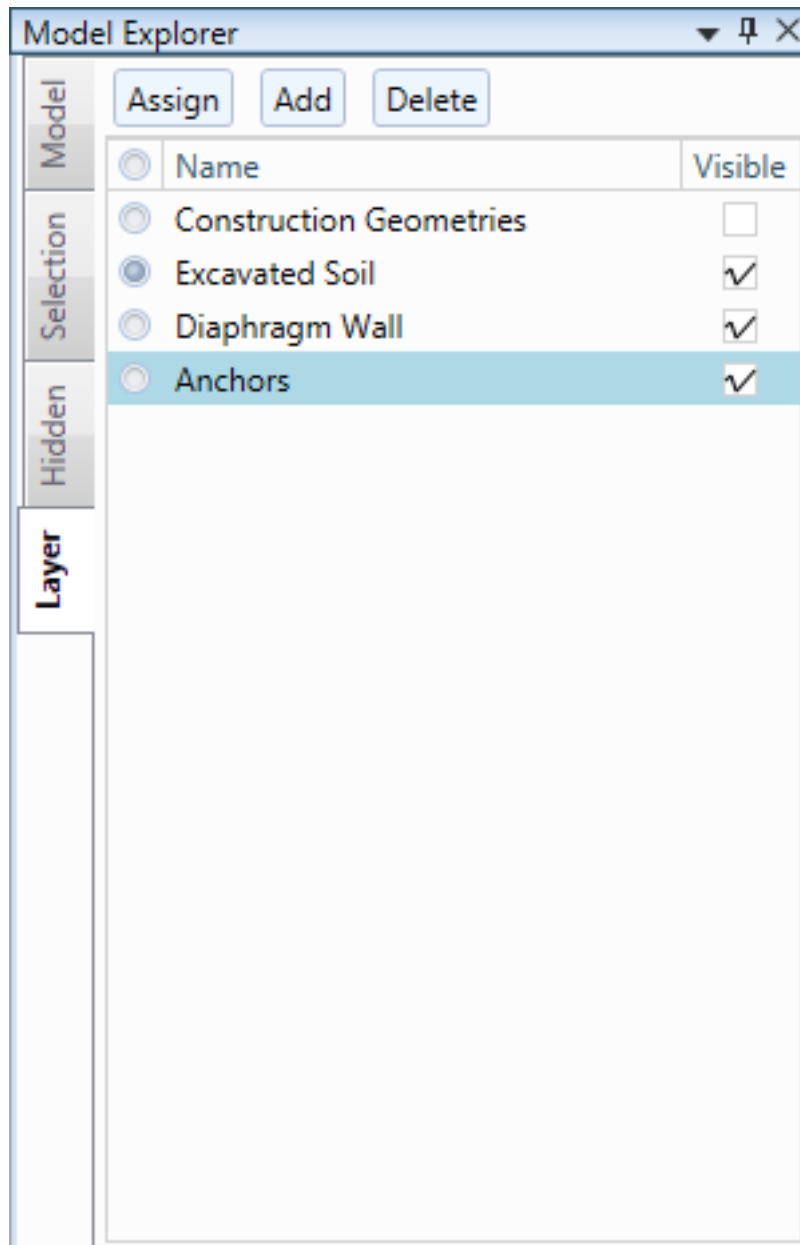 Model Explorer
Model
Selection
Hidden
Layer
Assign Add Delete
Name Visible
Construction Geometries
Excavated Soil
Diaphragm Wall
Anchors